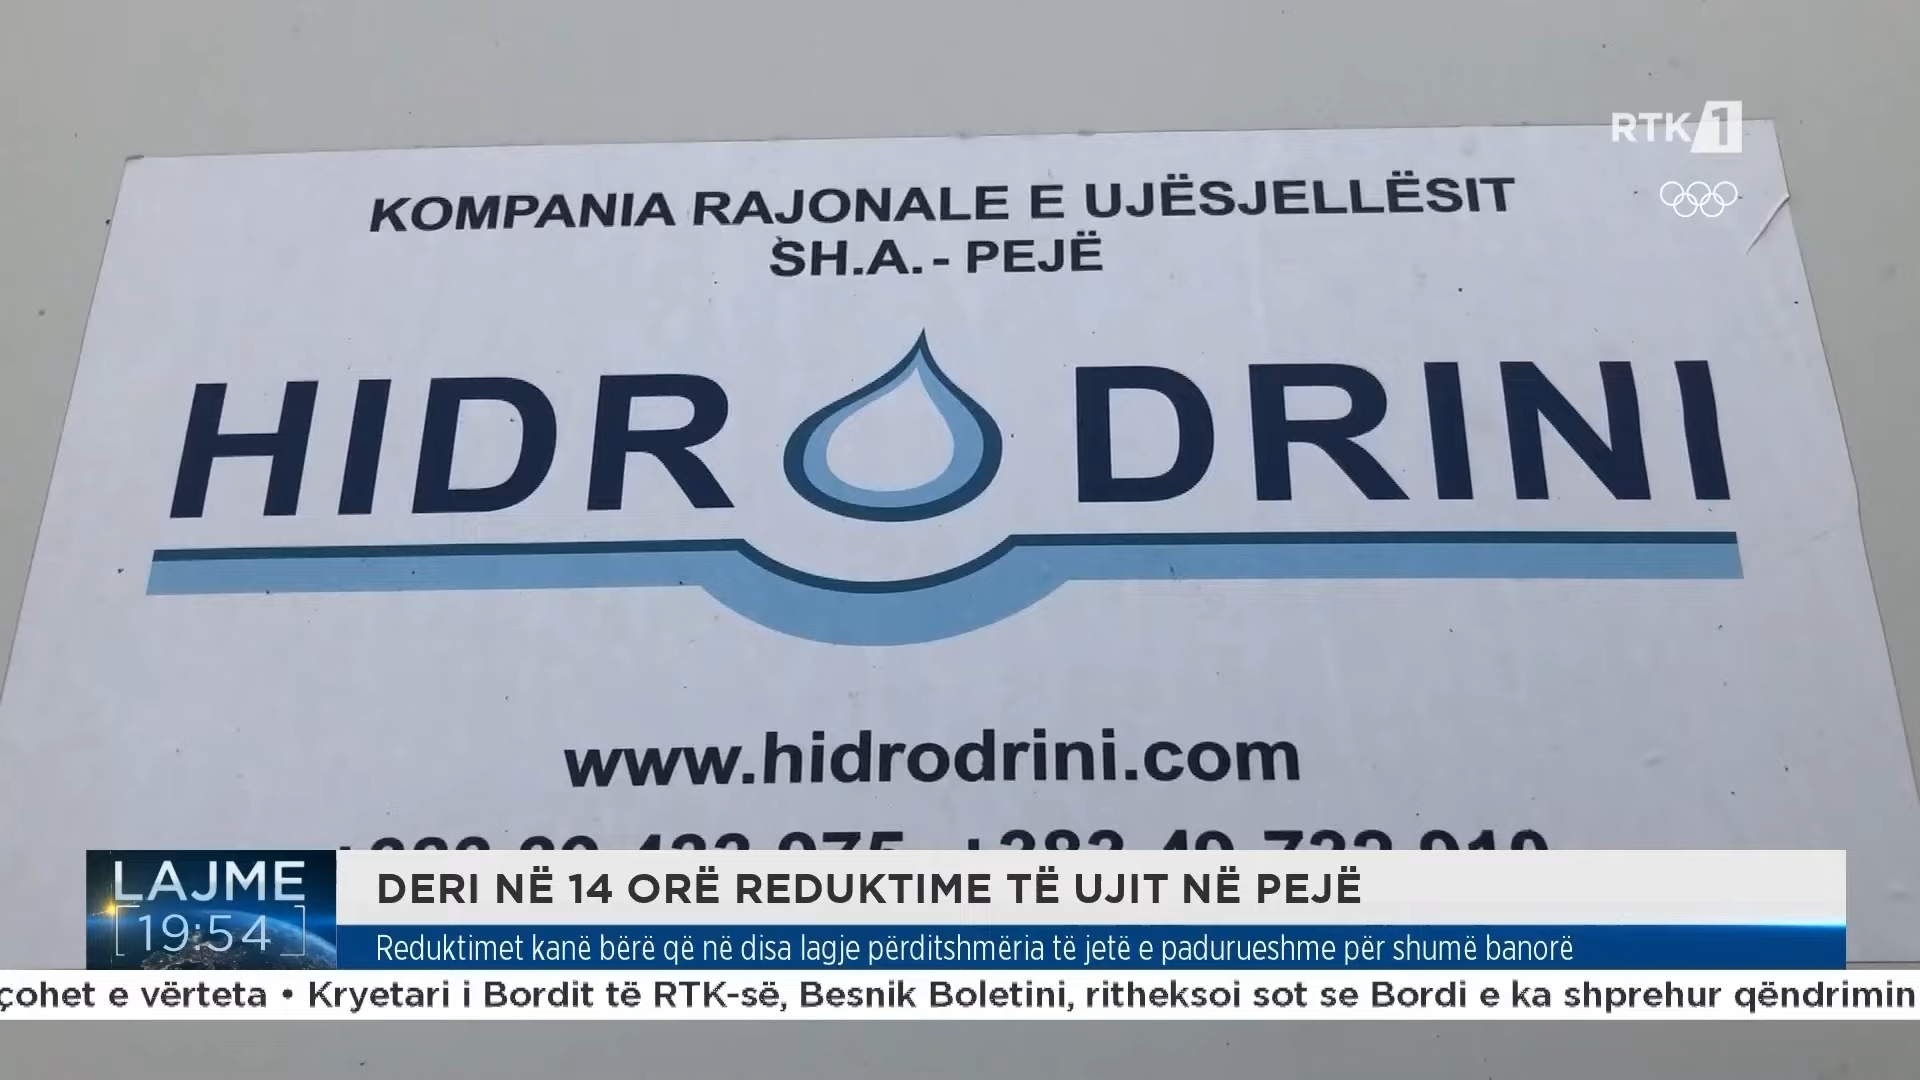 RTK 1
KOMPANIA RAJONALE E UJËSJELLËSIT
SH.A. - PEJË
HIDRODRINI
www.hidrodrini.com
LAJME
19:54
DERI NË 14 ORË REDUKTIME TË UJIT NË PEJË
Reduktimet kanë bërë që në disa lagje përditshmëria të jetë e padurueshme për shumë banorë
çohet e vërteta • Kryetari i Bordit të RTK-së, Besnik Boletini, ritheksoi sot se Bordi e ka shprehur qëndrimin